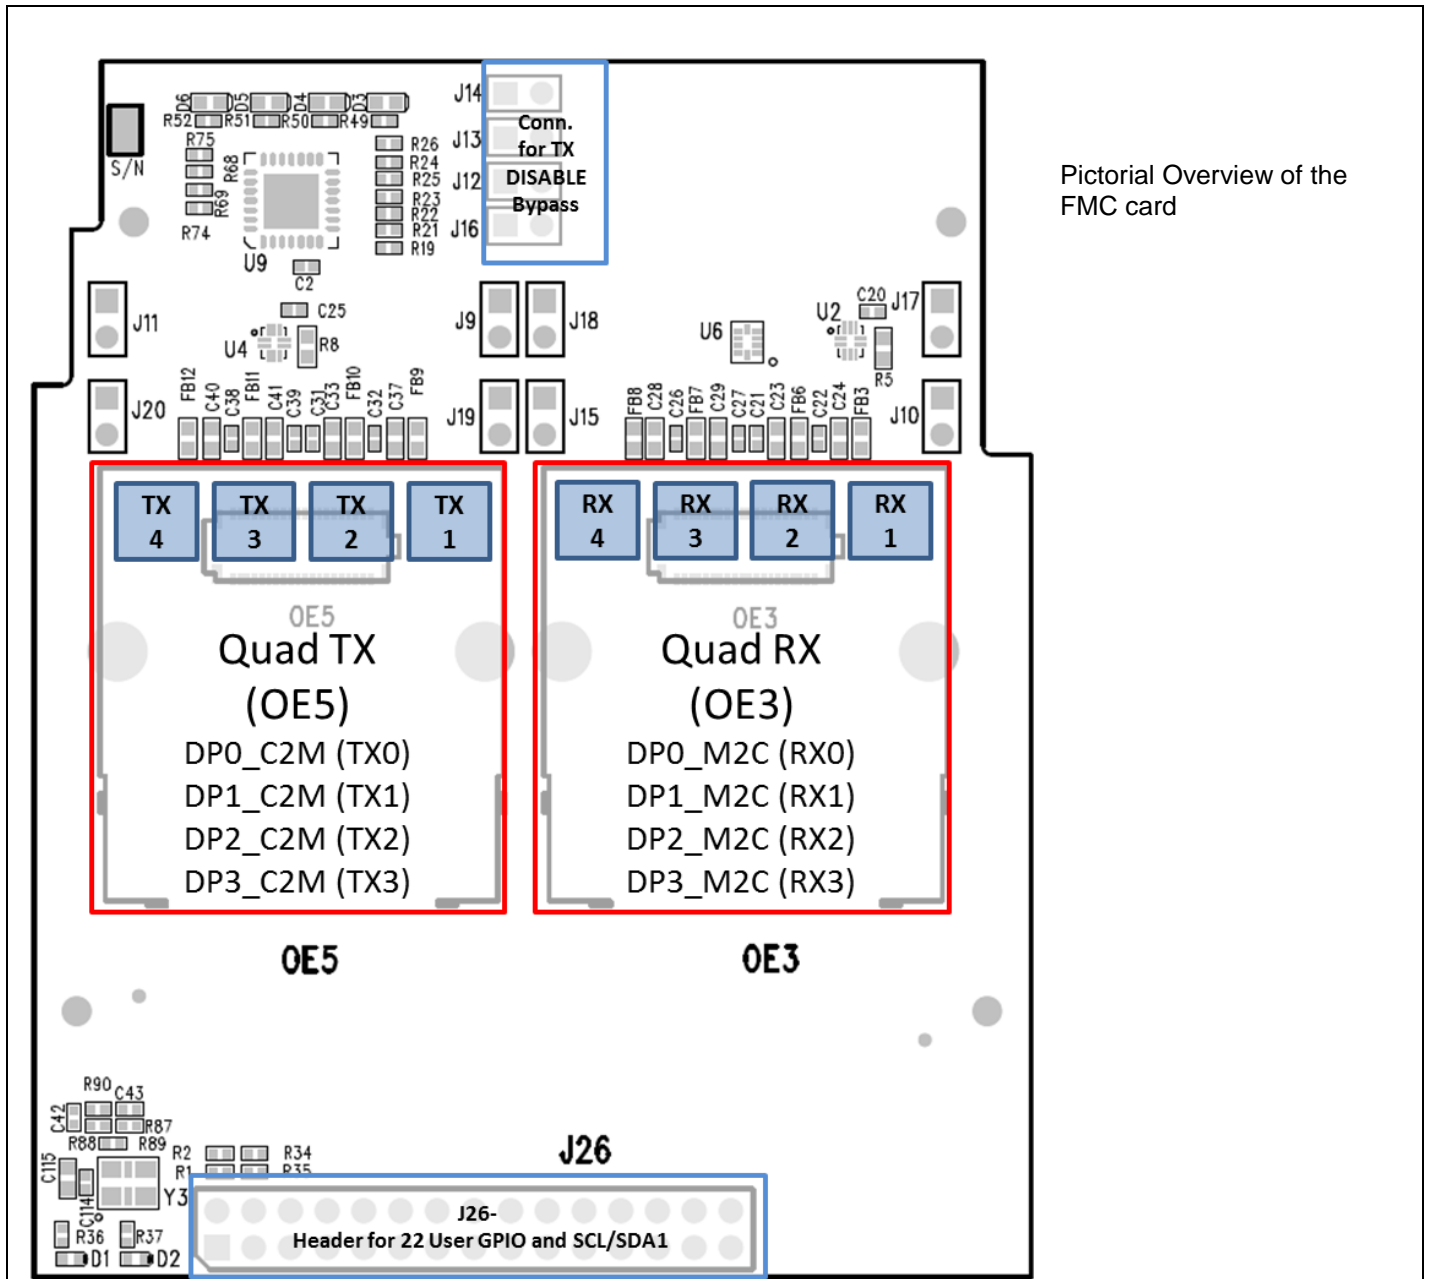 Pictorial Overview of the
FMC card
D6 D5 D4 D3
R52 R51 R50 R49
S/N
R75
R68
R69
R74
U9
C2
R26
R24
R25
R23
R22
R21
R19
J14
J13
J12
J16
Conn.
for TX
DISABLE
Bypass
J11
C25
U4
R8
J9
J18
U6
U2
C20
R5
J17
J20
FB12 C40 C38 FB11 C41 C39 C31 C33 FB10 C32 C37 FB9
J19
J15
FB8 C28 C26 FB7 C29 C27 C21 C23 FB6 C22 C24 FB3
J10
TX
4
TX
3
TX
2
TX
1
RX
4
RX
3
RX
2
RX
1
OE5
Quad TX
(OE5)
DP0_C2M (TX0)
DP1_C2M (TX1)
DP2_C2M (TX2)
DP3_C2M (TX3)
OE5
OE3
Quad RX
(OE3)
DP0_M2C (RX0)
DP1_M2C (RX1)
DP2_M2C (RX2)
DP3_M2C (RX3)
OE3
R90 C43
C42
R87
R88 R89
C115
C114
Y3
R2
R1
R34
R35
R36
R37
D1
D2
J26
J26-
Header for 22 User GPIO and SCL/SDA1